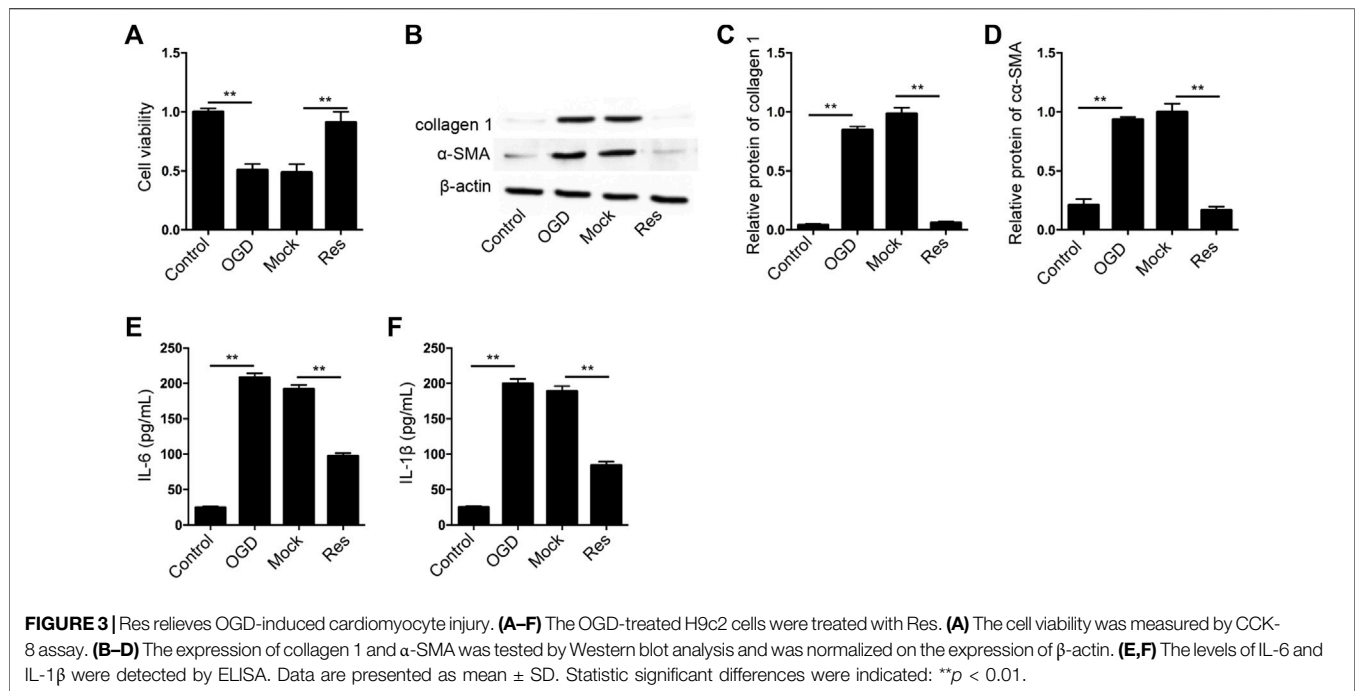 A
Cell viability
1.5
1.0
0.5
0.0
**
**
Control
OGD
Mock
Res
B
collagen 1
α-SMA
β-actin
Control
OGD
Mock
Res
C
Relative protein of collagen 1
1.5
1.0
0.5
0.0
**
**
Control
OGD
Mock
Res
D
Relative protein of cα-SMA
1.5
1.0
0.5
0.0
**
**
Control
OGD
Mock
Res
E
IL-6 (pg/mL)
250
200
150
100
50
0
**
**
Control
OGD
Mock
Res
F
IL-1β (pg/mL)
250
200
150
100
50
0
**
**
Control
OGD
Mock
Res
FIGURE 3 | Res relieves OGD-induced cardiomyocyte injury. (A–F) The OGD-treated H9c2 cells were treated with Res. (A) The cell viability was measured by CCK-
8 assay. (B–D) The expression of collagen 1 and α-SMA was tested by Western blot analysis and was normalized on the expression of β-actin. (E,F) The levels of IL-6 and
IL-1β were detected by ELISA. Data are presented as mean ± SD. Statistic significant differences were indicated: **p < 0.01.